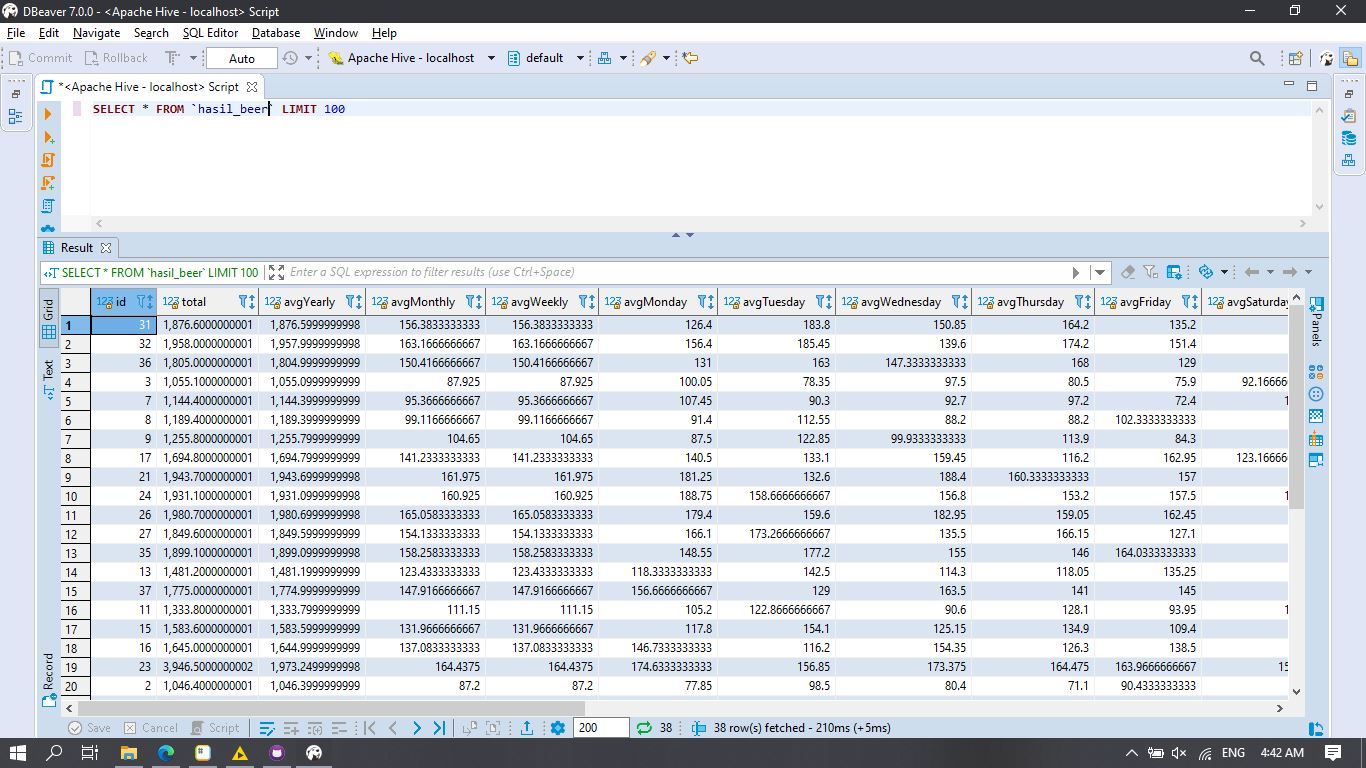 DBeaver 7.0.0 - <Apache Hive - localhost> Script
File Edit Navigate Search SQL Editor Database Window Help
Commit Rollback Auto Apache Hive - localhost default
*<Apache Hive - localhost> Script
SELECT * FROM `hasil_beer` LIMIT 100
Result
SELECT * FROM `hasil_beer` LIMIT 100 Enter a SQL expression to filter results (use Ctrl+Space)
Grid
Text
Record
Panels
123 id 123 total 123 avgYearly 123 avgMonthly 123 avgWeekly 123 avgMonday 123 avgTuesday 123 avgWednesday 123 avgThursday 123 avgFriday 123 avgSaturday
1 31 1,876.6000000001 1,876.5999999998 156.3833333333 156.3833333333 126.4 183.8 150.85 164.2 135.2
2 32 1,958.0000000001 1,957.9999999998 163.1666666667 163.1666666667 156.4 185.45 139.6 174.2 151.4
3 36 1,805.0000000001 1,804.9999999999 150.4166666667 150.4166666667 131 163 147.3333333333 168 129
4 3 1,055.1000000001 1,055.0999999999 87.925 87.925 100.05 78.35 97.5 80.5 75.9 92.16666
5 7 1,144.4000000001 1,144.3999999999 95.3666666667 95.3666666667 107.45 90.3 92.7 97.2 72.4 1
6 8 1,189.4000000001 1,189.3999999999 99.1166666667 99.1166666667 91.4 112.55 88.2 88.2 102.3333333333
7 9 1,255.8000000001 1,255.7999999999 104.65 104.65 87.5 122.85 99.9333333333 113.9 84.3
8 17 1,694.8000000001 1,694.7999999999 141.2333333333 141.2333333333 140.5 133.1 159.45 116.2 162.95 123.16666
9 21 1,943.7000000001 1,943.6999999998 161.975 161.975 181.25 132.6 188.4 160.3333333333 157
10 24 1,931.1000000001 1,931.0999999998 160.925 160.925 188.75 158.6666666667 156.8 153.2 157.5 1
11 26 1,980.7000000001 1,980.6999999998 165.0583333333 165.0583333333 179.4 159.6 182.95 159.05 162.45
12 27 1,849.6000000001 1,849.5999999999 154.1333333333 154.1333333333 166.1 173.2666666667 135.5 166.15 127.1
13 35 1,899.1000000001 1,899.0999999998 158.2583333333 158.2583333333 148.55 177.2 155 146 164.0333333333
14 13 1,481.2000000001 1,481.1999999999 123.4333333333 123.4333333333 118.3333333333 142.5 114.3 118.05 135.25
15 37 1,775.0000000001 1,774.9999999999 147.9166666667 147.9166666667 156.6666666667 129 163.5 141 145
16 11 1,333.8000000001 1,333.7999999999 111.15 111.15 105.2 122.8666666667 90.6 128.1 93.95 1
17 15 1,583.6000000001 1,583.5999999999 131.9666666667 131.9666666667 117.8 154.1 125.15 134.9 109.4
18 16 1,645.0000000001 1,644.9999999999 137.0833333333 137.0833333333 146.7333333333 116.2 154.35 126.3 138.5
19 23 3,946.5000000002 1,973.2499999998 164.4375 164.4375 174.6333333333 156.85 173.375 164.475 163.9666666667 15
20 2 1,046.4000000001 1,046.3999999999 87.2 87.2 77.85 98.5 80.4 71.1 90.4333333333
Save Cancel Script 200 38 38 row(s) fetched - 210ms (+5ms)
ENG 4:42 AM